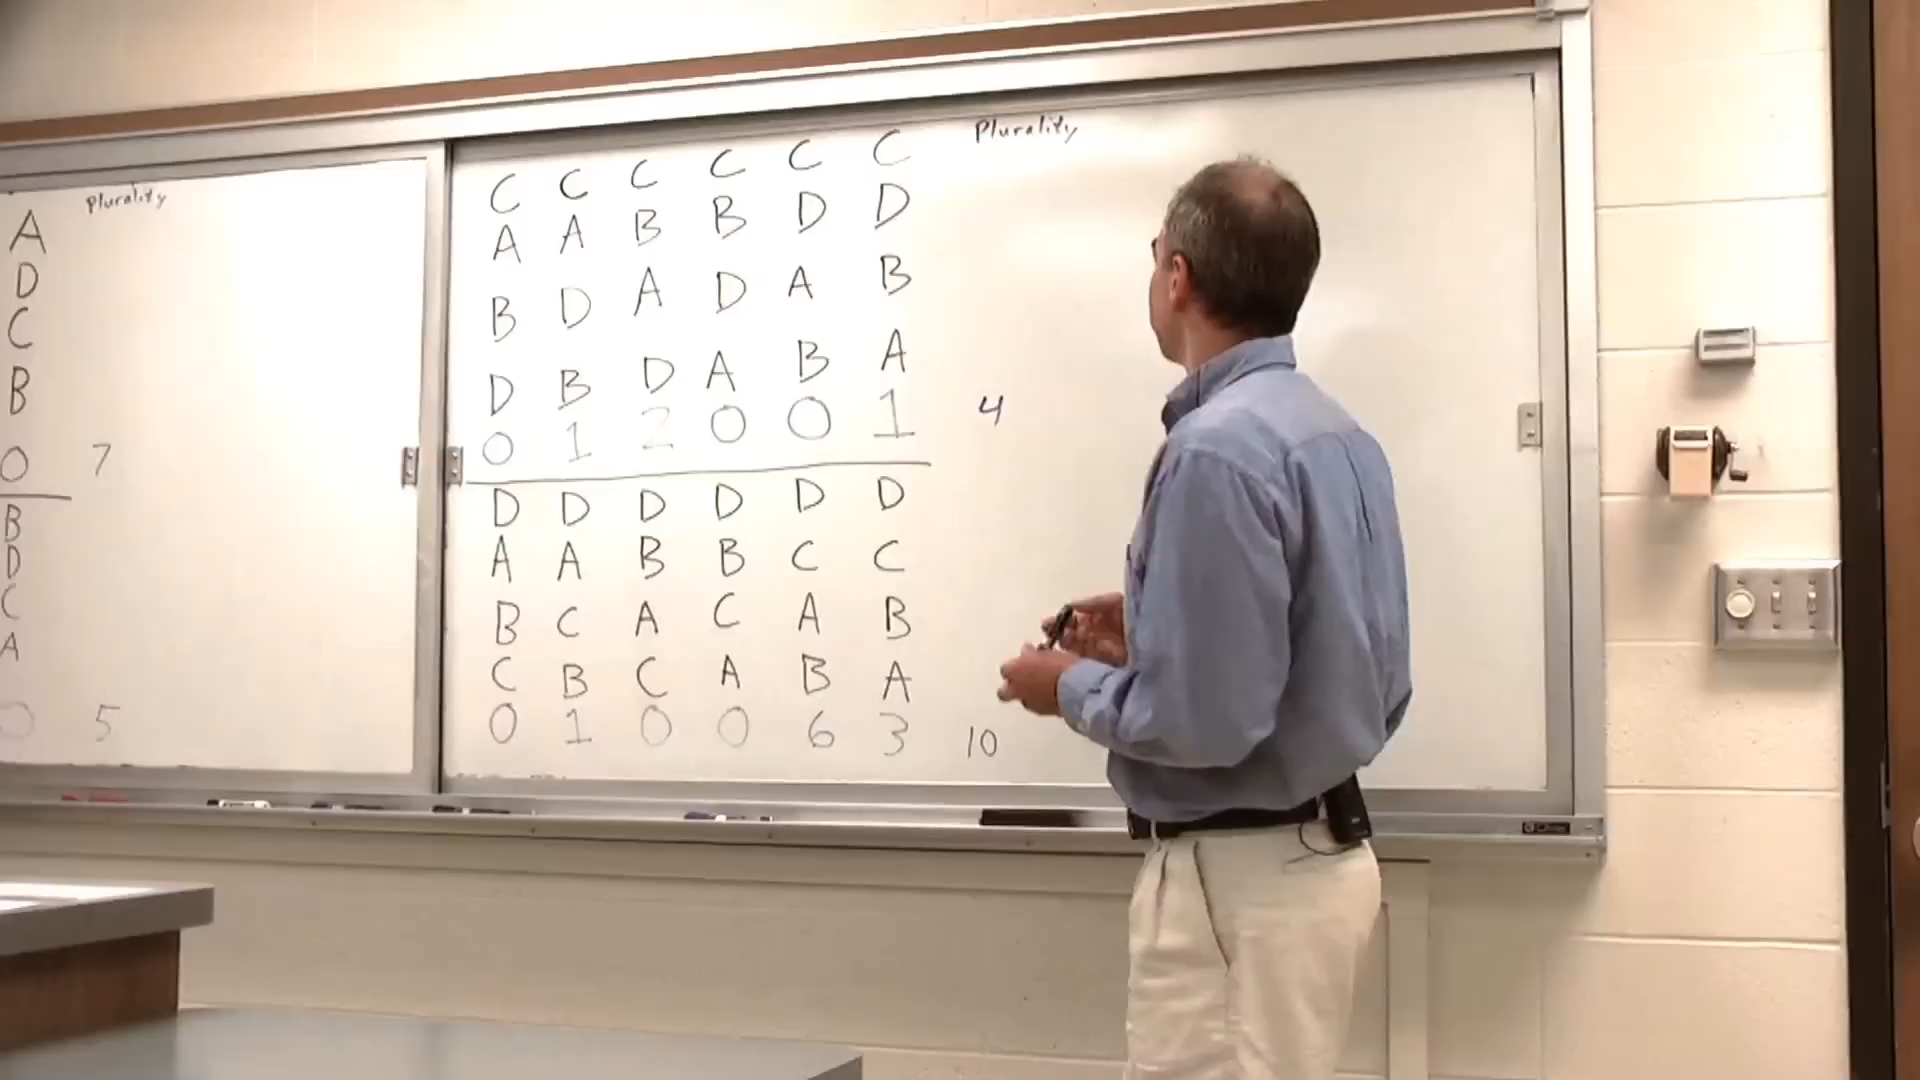 Plurality
A
D
C
B
0 7
B
D
C
A
0 5
Plurality
C C C C C C
A A B B D D
B D A D A B
D B D A B A
0 1 2 0 0 1 4
D D D D D D
A A B B C C
B C A C A B
C B C A B A
0 1 0 0 6 3 10